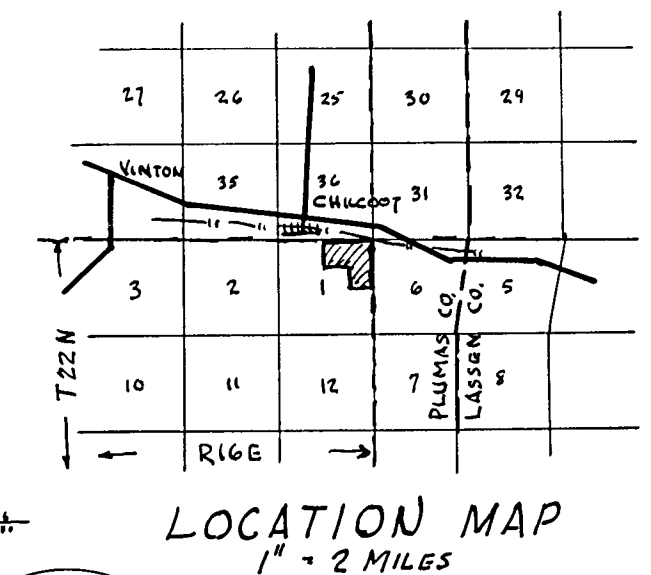 27 26 25 30 29
VINTON 35 36 31 32
CHILCOOT
3 2 1 6 5
PLUMAS CO.
LASSEN CO.
T22N
10 11 12 7 8
R16E
LOCATION MAP
1" = 2 MILES